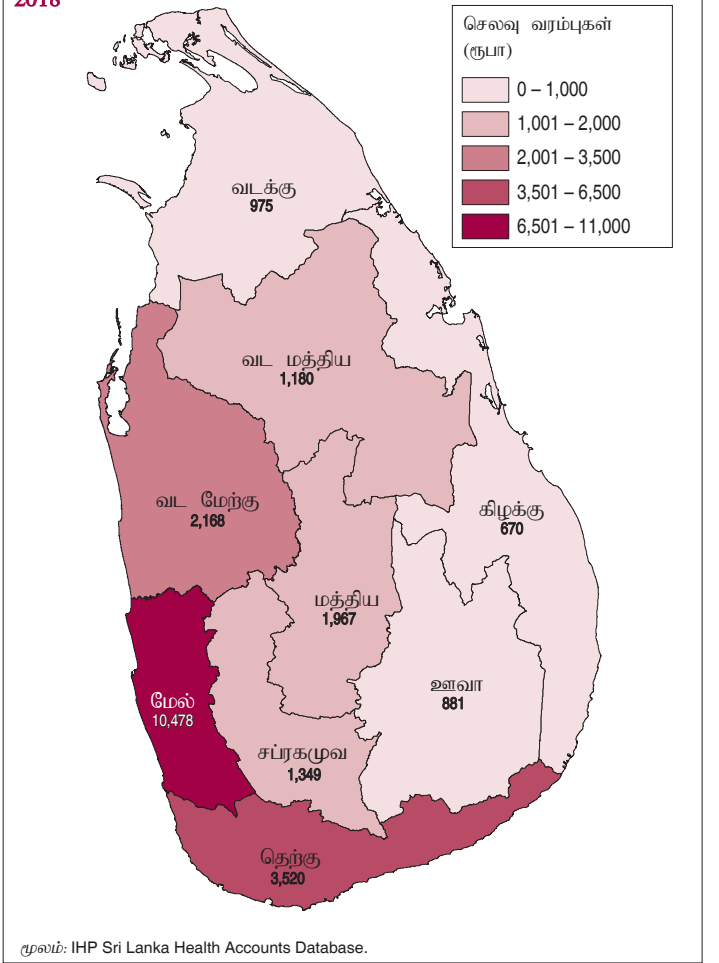 2018
செலவு வரம்புகள்
(ரூபா)
0 – 1,000
1,001 – 2,000
2,001 – 3,500
3,501 – 6,500
6,501 – 11,000
வடக்கு
975
வட மத்திய
1,180
வட மேற்கு
2,168
கிழக்கு
670
மத்திய
1,967
ஊவா
881
மேல்
10,478
சப்ரகமுவ
1,349
தெற்கு
3,520
மூலம்: IHP Sri Lanka Health Accounts Database.